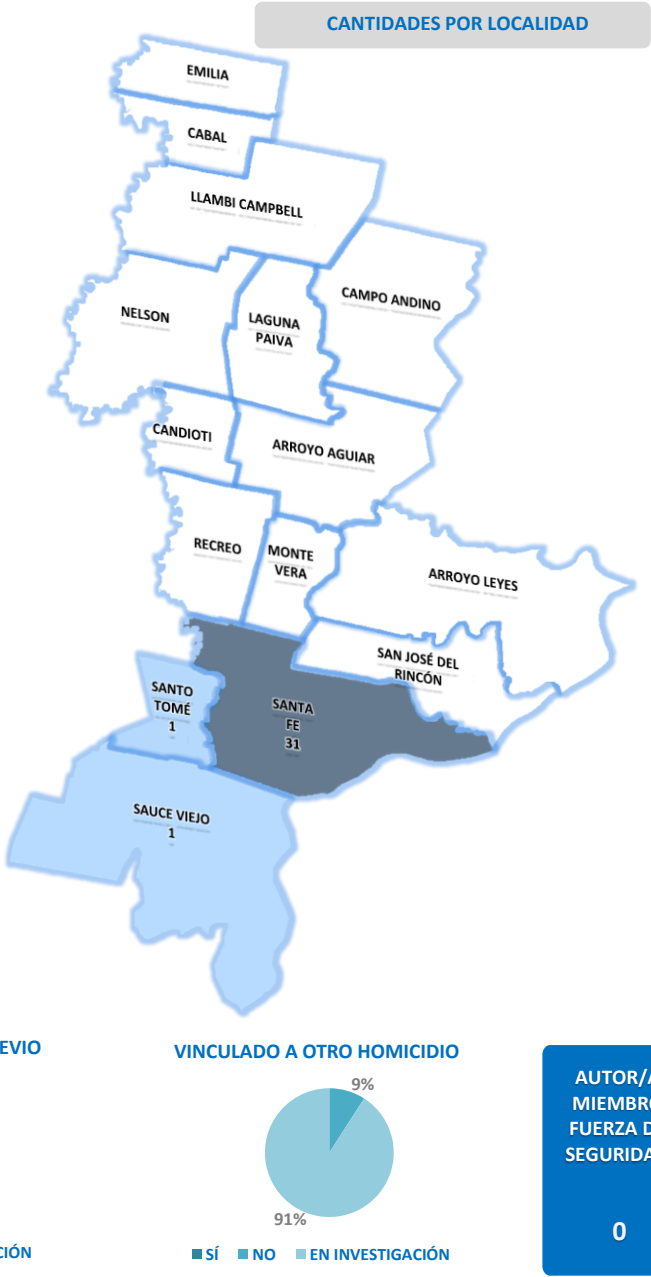 CANTIDADES POR LOCALIDAD
EMILIA
CABAL
LLAMBI CAMPBELL
CAMPO ANDINO
NELSON
LAGUNA
PAIVA
CANDIOTI
ARROYO AGUIAR
RECREO
MONTE
VERA
ARROYO LEYES
SAN JOSÉ DEL
RINCÓN
SANTO
TOMÉ
1
SANTA
FE
31
SAUCE VIEJO
1
EVIO
CIÓN
VINCULADO A OTRO HOMICIDIO
9%
91%
SÍ NO EN INVESTIGACIÓN
AUTOR/A
MIEMBRO
FUERZA D
SEGURIDA
0